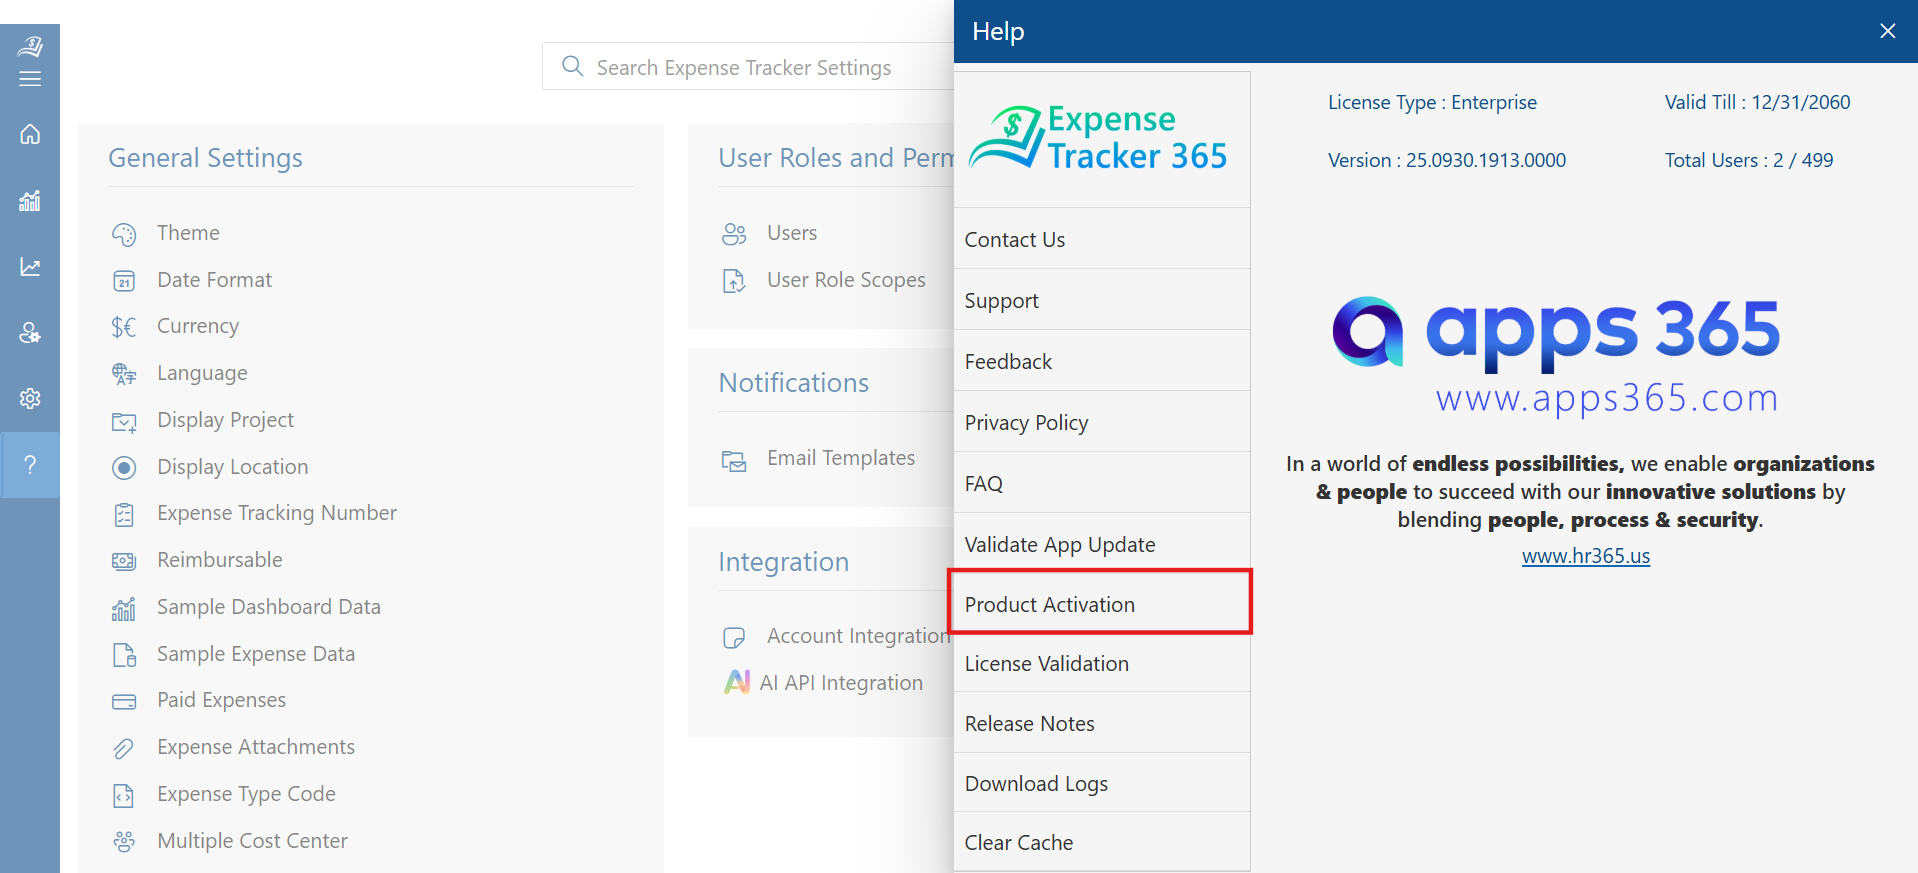 Search Expense Tracker Settings
General Settings
Theme
Date Format
Currency
Language
Display Project
Display Location
Expense Tracking Number
Reimbursable
Sample Dashboard Data
Sample Expense Data
Paid Expenses
Expense Attachments
Expense Type Code
Multiple Cost Center
User Roles and Perm
Users
User Role Scopes
Notifications
Email Templates
Integration
Account Integration
AI API Integration
Help
Expense
Tracker 365
Contact Us
Support
Feedback
Privacy Policy
FAQ
Validate App Update
Product Activation
License Validation
Release Notes
Download Logs
Clear Cache
License Type : Enterprise
Valid Till : 12/31/2060
Version : 25.0930.1913.0000
Total Users : 2 / 499
apps 365
www.apps365.com
In a world of endless possibilities, we enable organizations
& people to succeed with our innovative solutions by
blending people, process & security.
www.hr365.us